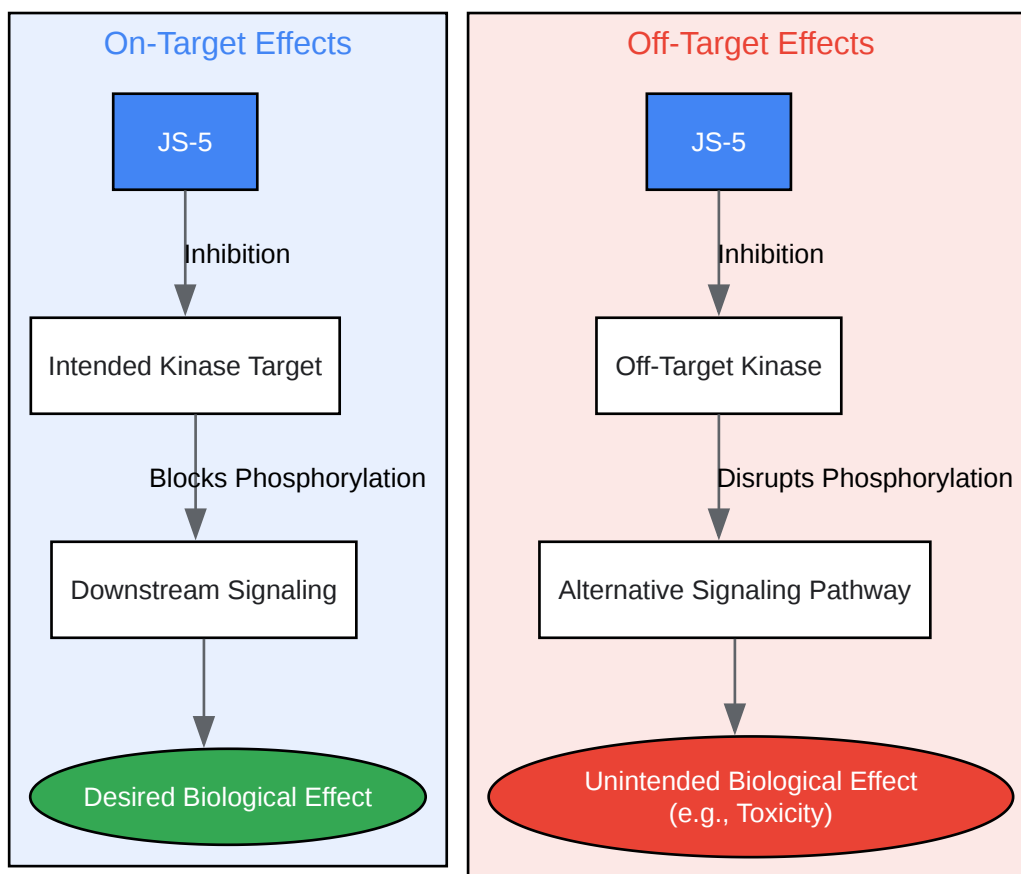 On-Target Effects
JS-5
Inhibition
Intended Kinase Target
Blocks Phosphorylation
Downstream Signaling
Desired Biological Effect
Off-Target Effects
JS-5
Inhibition
Off-Target Kinase
Disrupts Phosphorylation
Alternative Signaling Pathway
Unintended Biological Effect
(e.g., Toxicity)